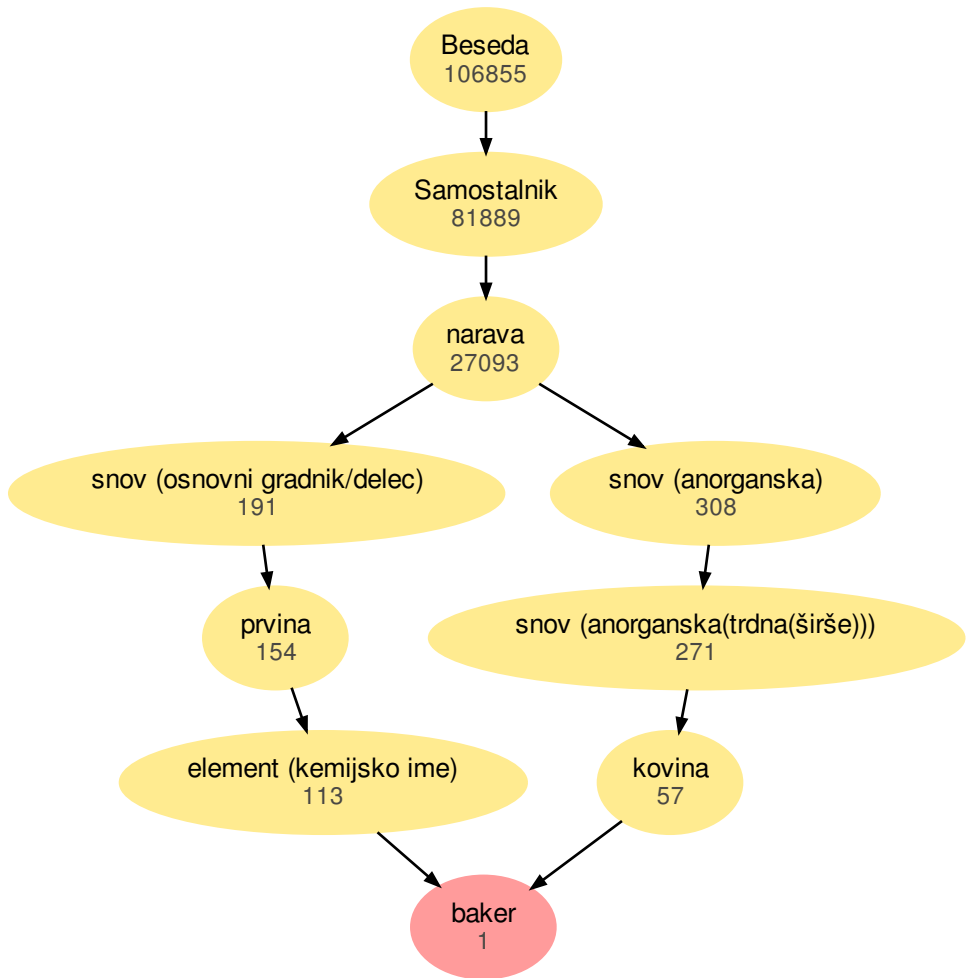 Beseda
106855
Samostalnik
81889
narava
27093
snov (osnovni gradnik/delec)
191
snov (anorganska)
308
prvina
154
snov (anorganska(trdna(širše)))
271
element (kemijsko ime)
113
kovina
57
baker
1